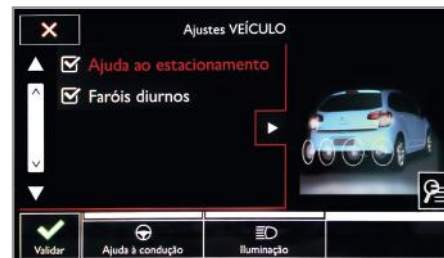 Ajustes VEÍCULO
Ajuda ao estacionamento
Faróis diurnos
Validar
Ajuda à condução
Iluminação